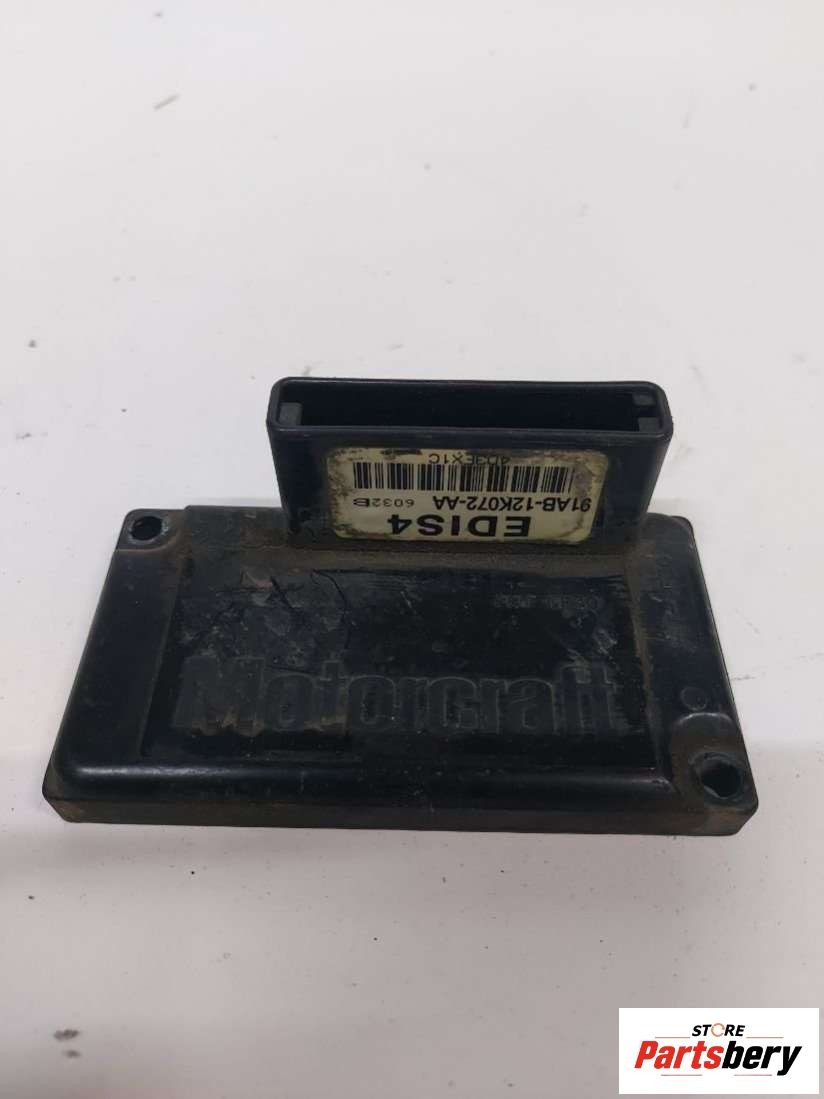 EDIS4
91AB-12K072-AA 6032B
4D3EX1C
Motorcraft
STORE
Partsbery